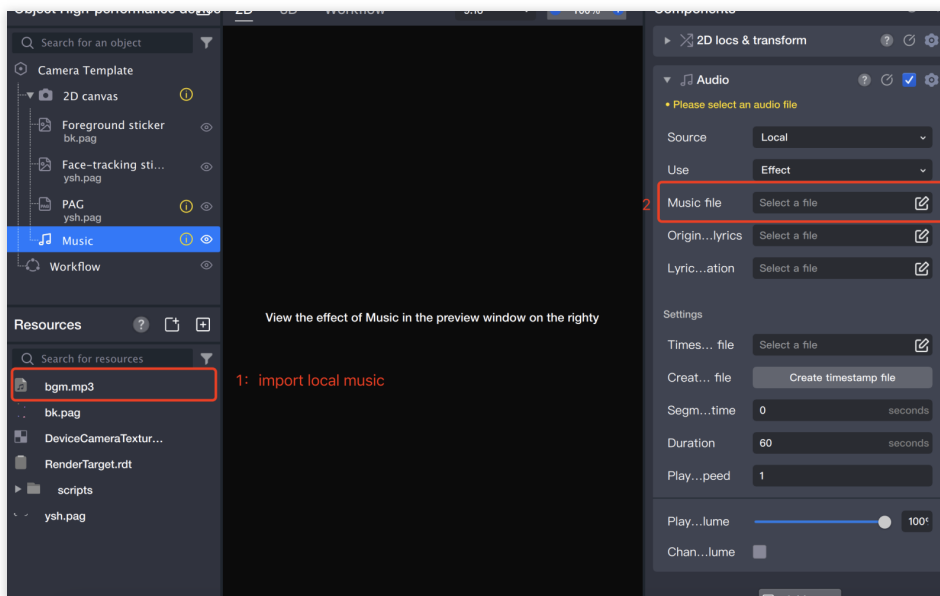 2D
3D
Workflow
100%
Components
Search for an object
Camera Template
2D canvas
Foreground sticker
bk.pag
Face-tracking sti...
ysh.pag
PAG
ysh.pag
Music
Workflow
Resources
Search for resources
bgm.mp3
bk.pag
DeviceCameraTextur...
RenderTarget.rdt
scripts
ysh.pag
View the effect of Music in the preview window on the righty
1: import local music
2D locs & transform
Audio
• Please select an audio file
Source
Local
Use
Effect
2
Music file
Select a file
Origin...lyrics
Select a file
Lyric...ation
Select a file
Settings
Times... file
Select a file
Creat... file
Create timestamp file
Segm...time
0
seconds
Duration
60
seconds
Play...peed
1
Play...lume
100
Chan...lume